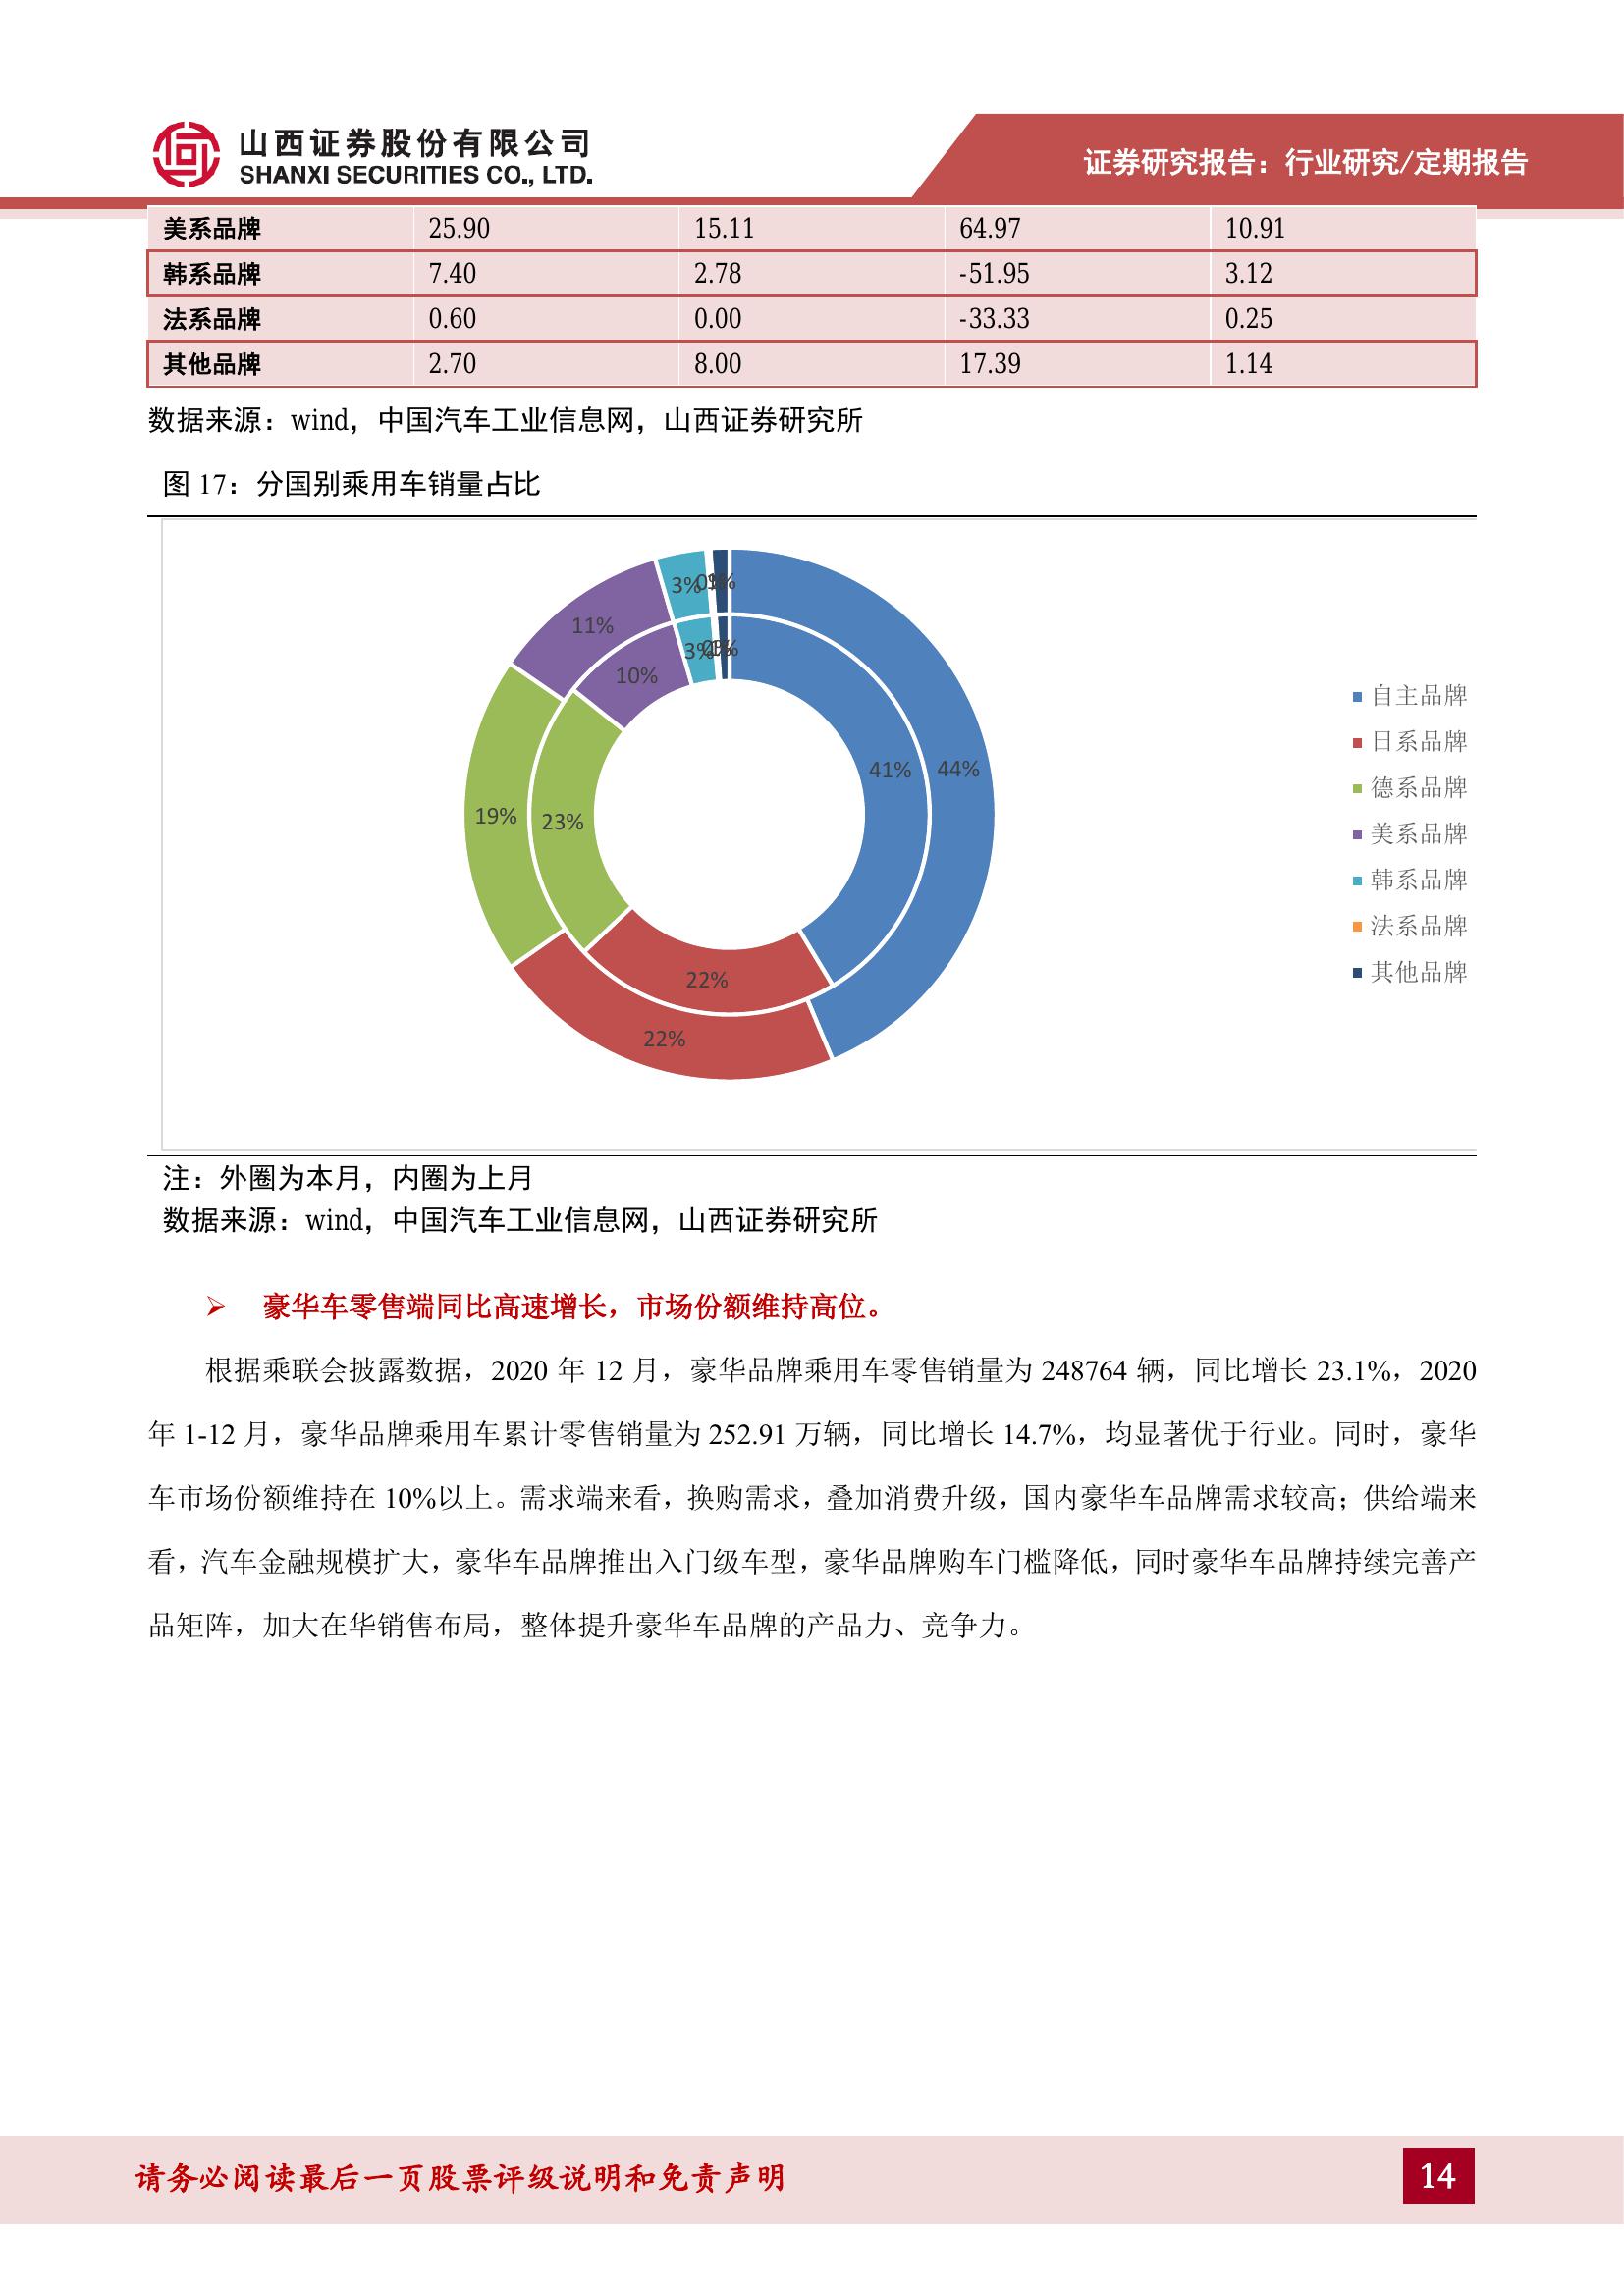 山西证券股份有限公司
SHANXI SECURITIES CO., LTD.
证券研究报告：行业研究/定期报告
美系品牌 25.90 15.11 64.97 10.91
韩系品牌 7.40 2.78 -51.95 3.12
法系品牌 0.60 0.00 -33.33 0.25
其他品牌 2.70 8.00 17.39 1.14
数据来源：wind，中国汽车工业信息网，山西证券研究所
图 17：分国别乘用车销量占比
3%
11%
3%
10%
41%
44%
19%
23%
22%
22%
自主品牌
日系品牌
德系品牌
美系品牌
韩系品牌
法系品牌
其他品牌
注：外圈为本月，内圈为上月
数据来源：wind，中国汽车工业信息网，山西证券研究所
➢ 豪华车零售端同比高速增长，市场份额维持高位。
根据乘联会披露数据，2020 年 12 月，豪华品牌乘用车零售销量为 248764 辆，同比增长 23.1%，2020
年 1-12 月，豪华品牌乘用车累计零售销量为 252.91 万辆，同比增长 14.7%，均显著优于行业。同时，豪华
车市场份额维持在 10%以上。需求端来看，换购需求，叠加消费升级，国内豪华车品牌需求较高；供给端来
看，汽车金融规模扩大，豪华车品牌推出入门级车型，豪华品牌购车门槛降低，同时豪华车品牌持续完善产
品矩阵，加大在华销售布局，整体提升豪华车品牌的产品力、竞争力。
请务必阅读最后一页股票评级说明和免责声明
14